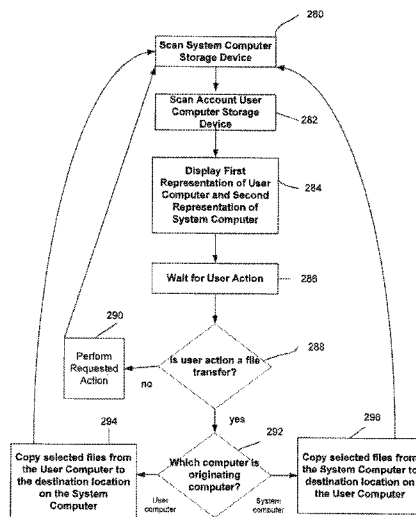 280
Scan System Computer
Storage Device
Scan Account User
Computer Storage
Device
282
Display First
Representation of User
Computer and Second
Representation of
System Computer
284
Wait for User Action
286
290
Perform
Requested
Action
no
Is user action a file
transfer?
288
yes
294
292
298
Copy selected files from
the User Computer to
the destination location
on the System
Computer
Which computer is
originating
computer?
User
computer
System
computer
Copy selected files from
the System Computer to
destination location on
the User Computer